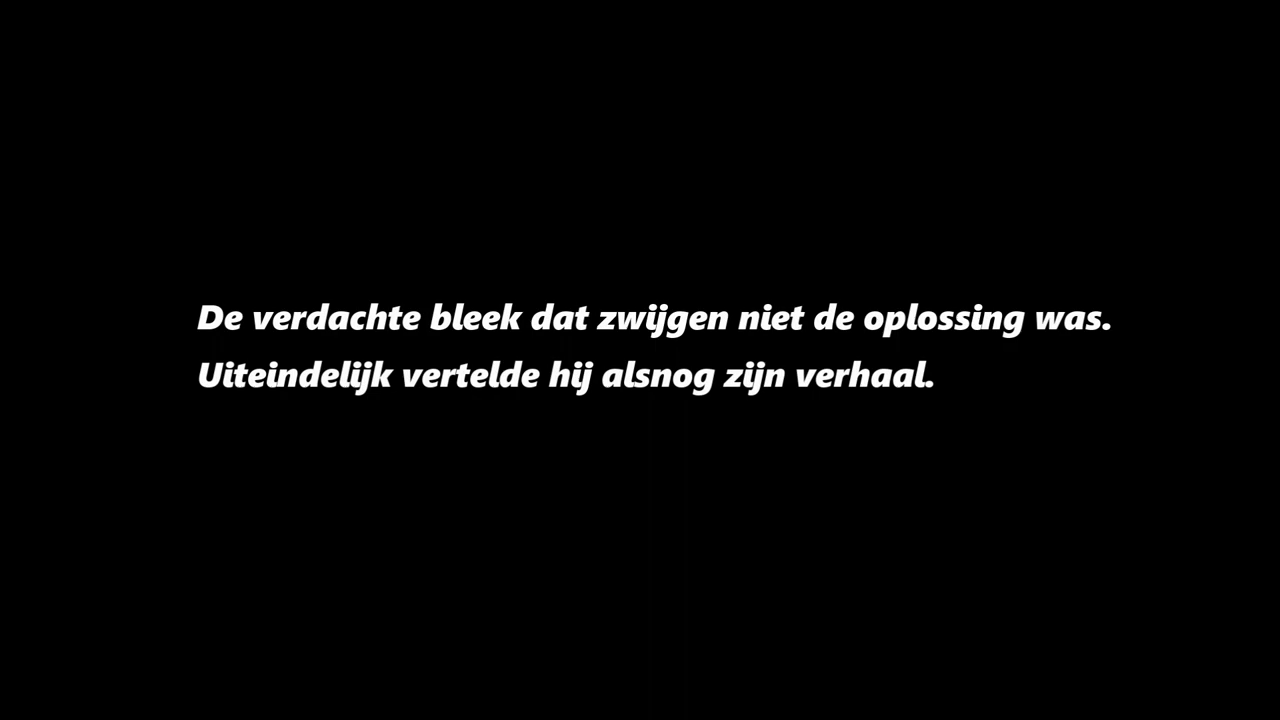 De verdachte bleek dat zwijgen niet de oplossing was.
Uiteindelijk vertelde hij alsnog zijn verhaal.